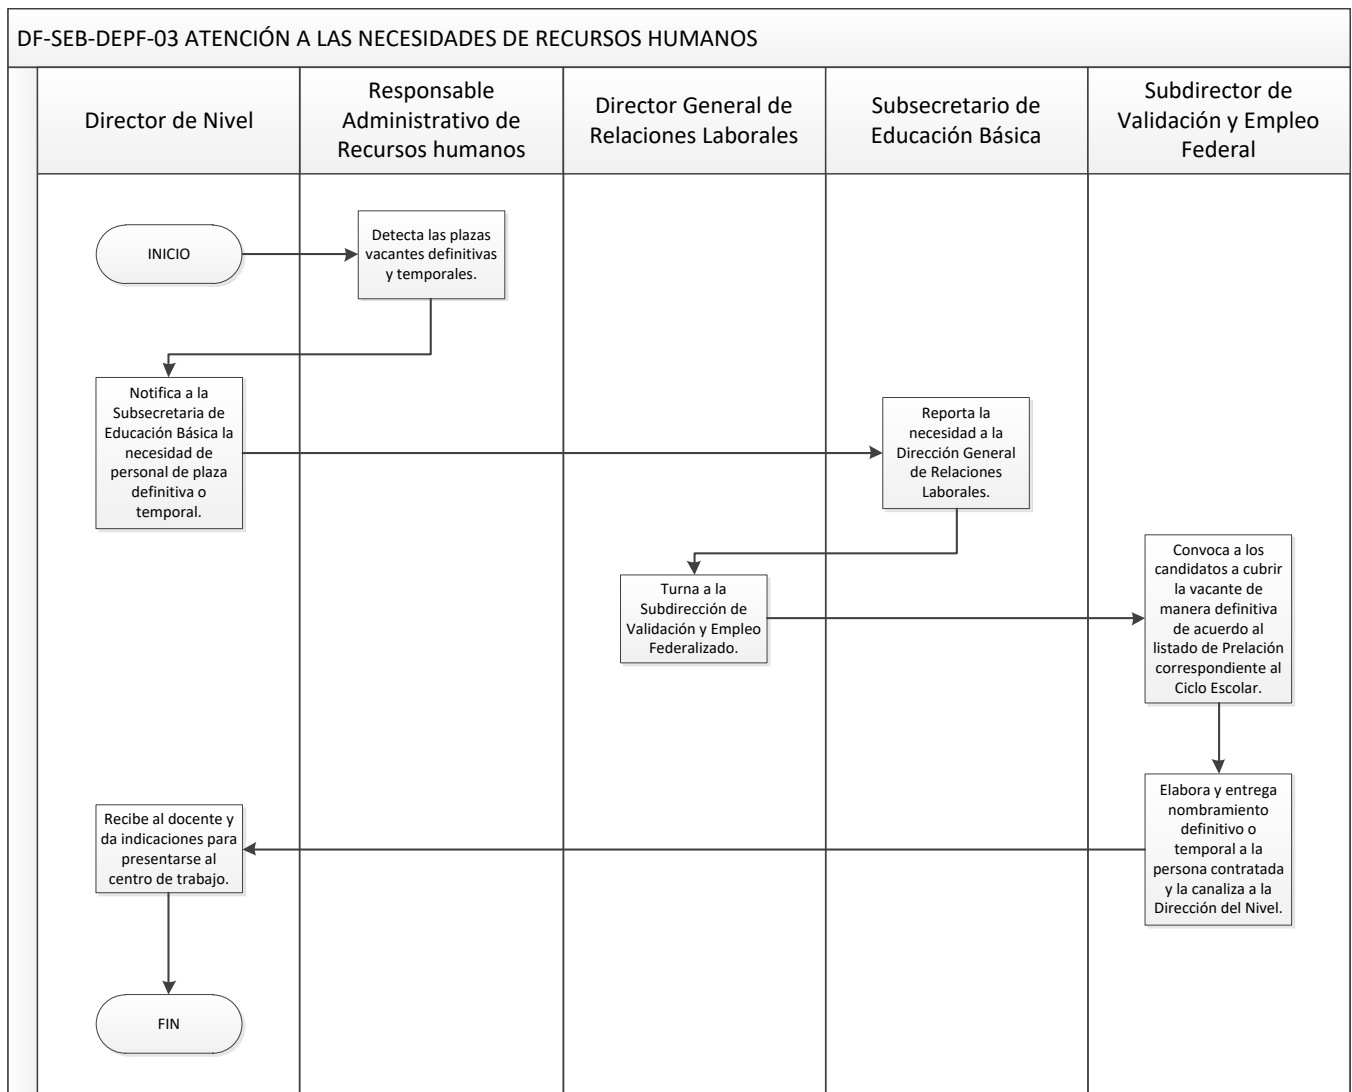 DF-SEB-DEPF-03 ATENCIÓN A LAS NECESIDADES DE RECURSOS HUMANOS
Director de Nivel
Responsable
Administrativo de
Recursos humanos
Director General de
Relaciones Laborales
Subsecretario de
Educación Básica
Subdirector de
Validación y Empleo
Federal
INICIO
Detecta las plazas
vacantes definitivas
y temporales.
Notifica a la
Subsecretaria de
Educación Básica la
necesidad de
personal de plaza
definitiva o
temporal.
Reporta la
necesidad a la
Dirección General
de Relaciones
Laborales.
Turna a la
Subdirección de
Validación y Empleo
Federalizado.
Convoca a los
candidatos a cubrir
la vacante de
manera definitiva
de acuerdo al
listado de Prelación
correspondiente al
Ciclo Escolar.
Elabora y entrega
nombramiento
definitivo o
temporal a la
persona contratada
y la canaliza a la
Dirección del Nivel.
Recibe al docente y
da indicaciones para
presentarse al
centro de trabajo.
FIN